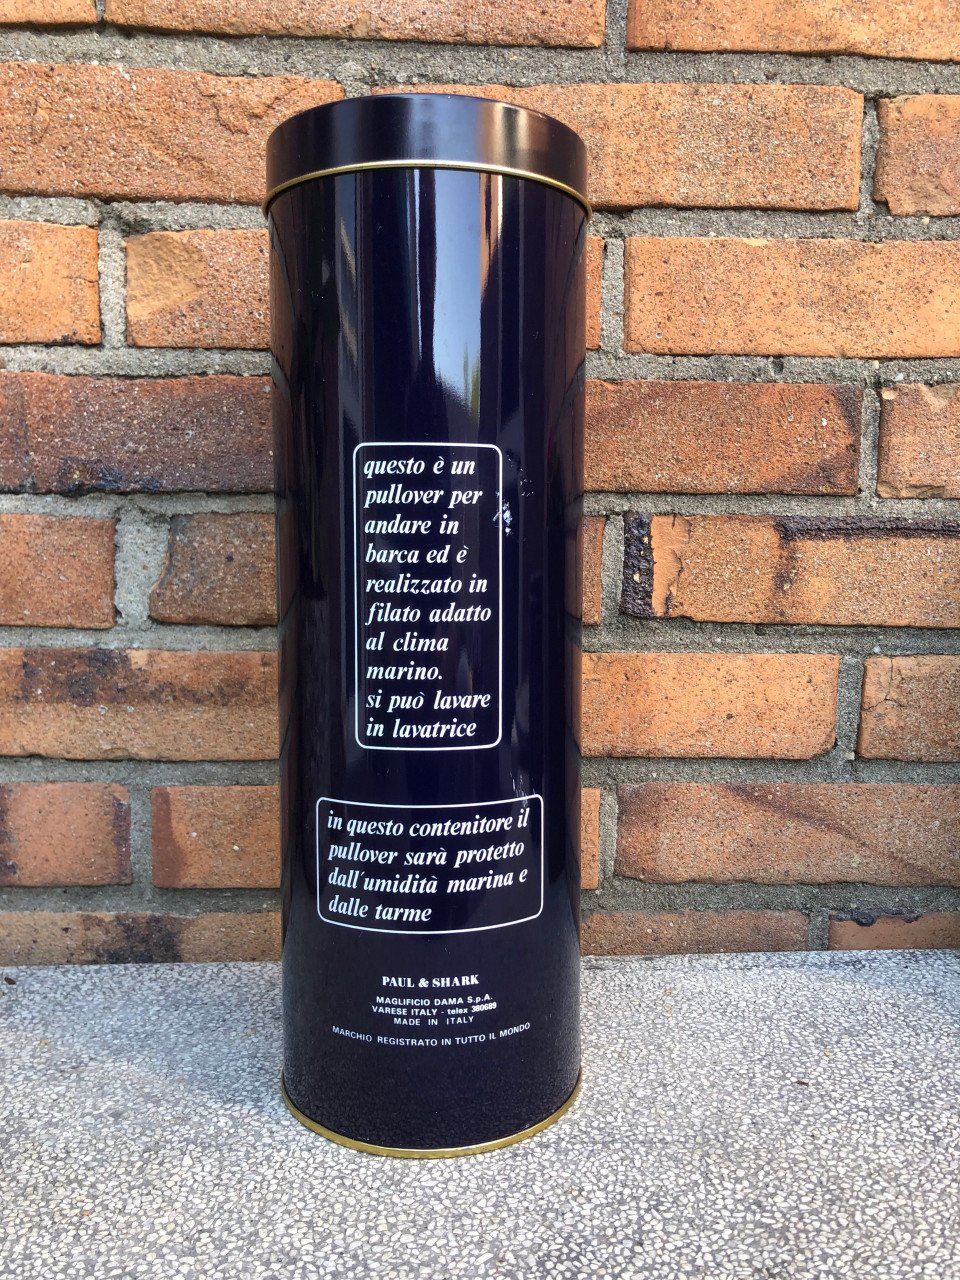 questo è un
pullover per
andare in
barca ed è
realizzato in
filato adatto
al clima
marino.
si può lavare
in lavatrice
in questo contenitore il
pullover sarà protetto
dall'umidità marina e
dalle tarme
PAUL & SHARK
MAGLIFICIO DAMA S.p.A.
VARESE ITALY - telex 380689
MADE IN ITALY
MARCHIO REGISTRATO IN TUTTO IL MONDO